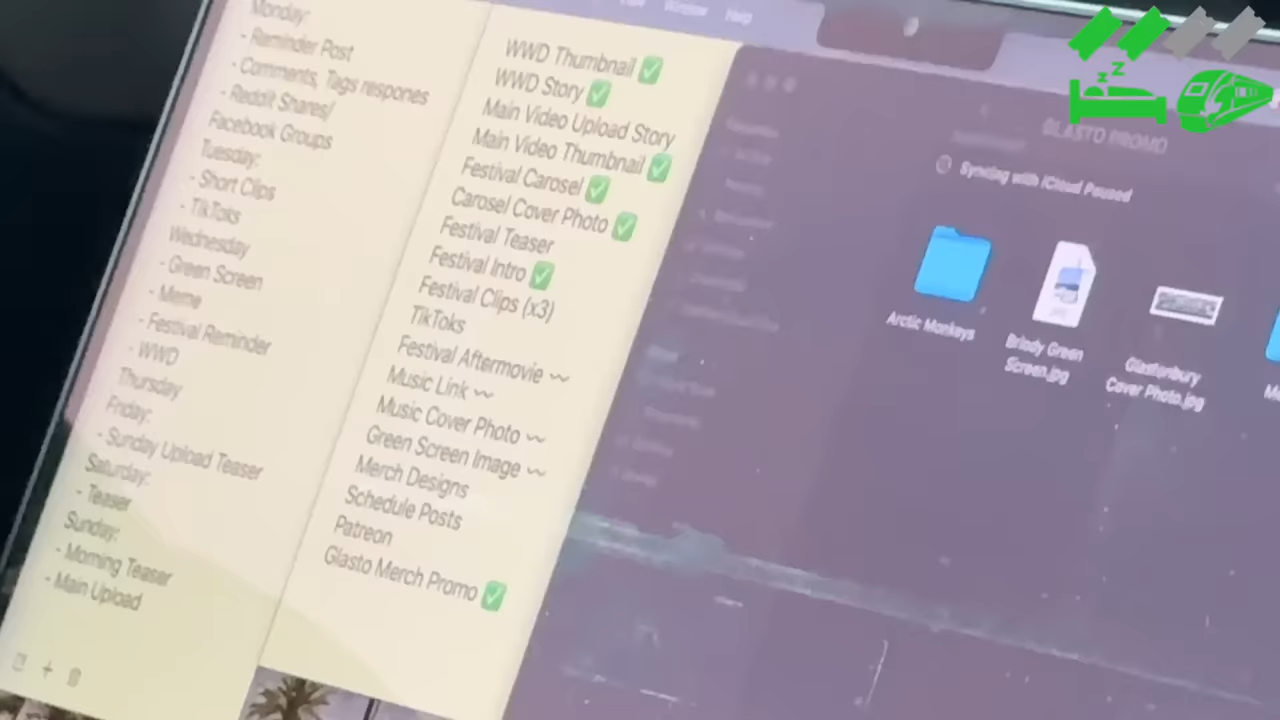 Monday:
- Reminder Post
- Comments, Tags respones
- Reddit Shares/
Facebook Groups
Tuesday:
- Short Clips
- TikToks
Wednesday
- Green Screen
- Meme
- Festival Reminder
- WWD
Thursday
Friday:
- Sunday Upload Teaser
Saturday:
- Teaser
Sunday:
- Morning Teaser
- Main Upload
WWD Thumbnail ✅
WWD Story ✅
Main Video Upload Story
Main Video Thumbnail ✅
Festival Carosel ✅
Carosel Cover Photo ✅
Festival Teaser
Festival Intro ✅
Festival Clips (x3)
TikToks
Festival Aftermovie 〰️
Music Link 〰️
Music Cover Photo 〰️
Green Screen Image 〰️
Merch Designs
Schedule Posts
Patreon
Glasto Merch Promo ✅
Window Help
GLASTO PROMO
Syncing with iCloud Paused
Arctic Monkeys
Briody Green
Screen.jpg
Glastonbury
Cover Photo.jpg
z z Z